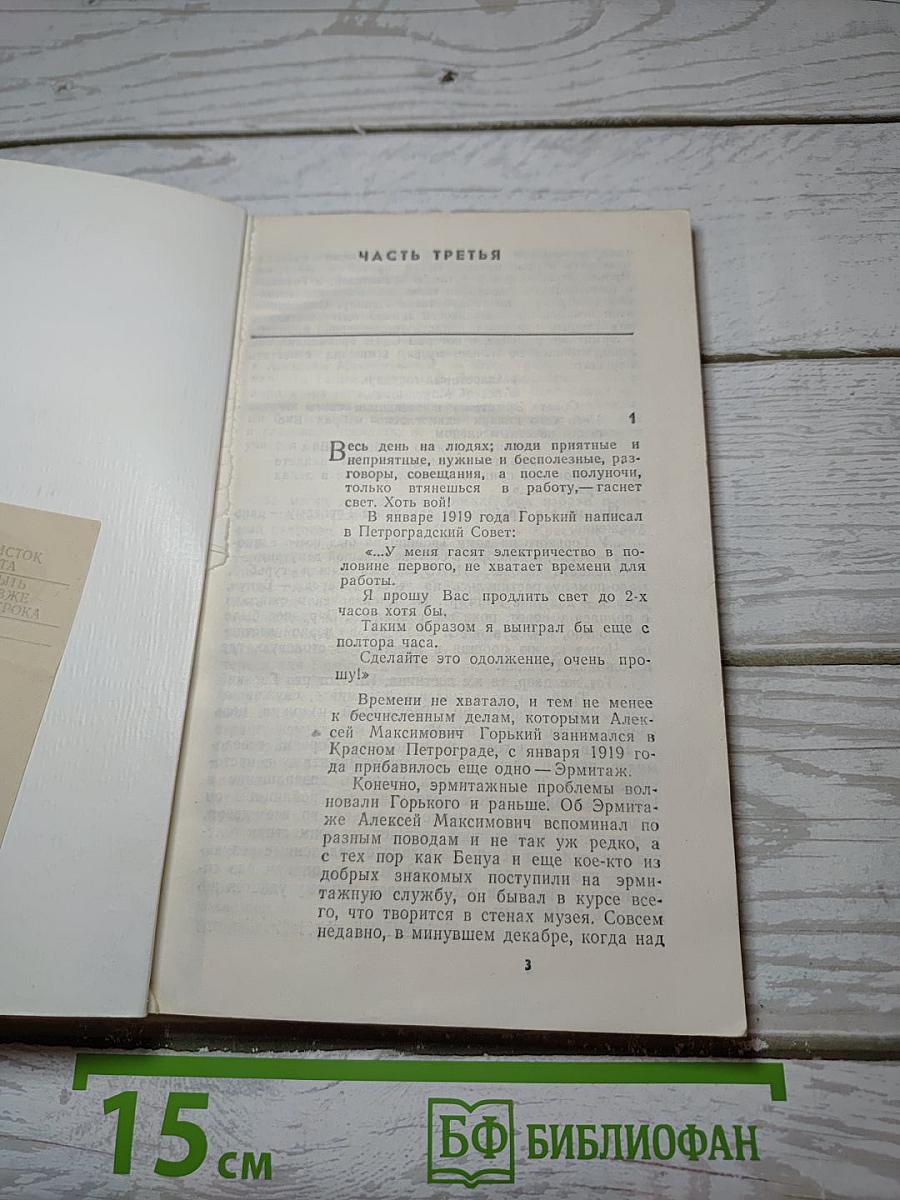 ЧАСТЬ ТРЕТЬЯ
1
Весь день на людях; люди приятные и
неприятные, нужные и бесполезные, раз-
говоры, совещания, а после полуночи,
только втянешься в работу,— гаснет
свет. Хоть вой!
В январе 1919 года Горький написал
в Петроградский Совет:
«...У меня гасят электричество в по-
ловине первого, не хватает времени для
работы.
Я прошу Вас продлить свет до 2-х
часов хотя бы.
Таким образом я выиграл бы еще с
полтора часа.
Сделайте это одолжение, очень про-
шу!»
Времени не хватало, и тем не менее
к бесчисленным делам, которыми Алек-
сей Максимович Горький занимался в
Красном Петрограде, с января 1919 го-
да прибавилось еще одно — Эрмитаж.
Конечно, эрмитажные проблемы вол-
новали Горького и раньше. Об Эрмита-
же Алексей Максимович вспоминал по
разным поводам и не так уж редко, а
с тех пор как Бенуа и еще кое-кто из
добрых знакомых поступили на эрми-
тажную службу, он бывал в курсе все-
го, что творится в стенах музея. Совсем
недавно, в минувшем декабре, когда над
3
15 см
БФ БИБЛИОФАН